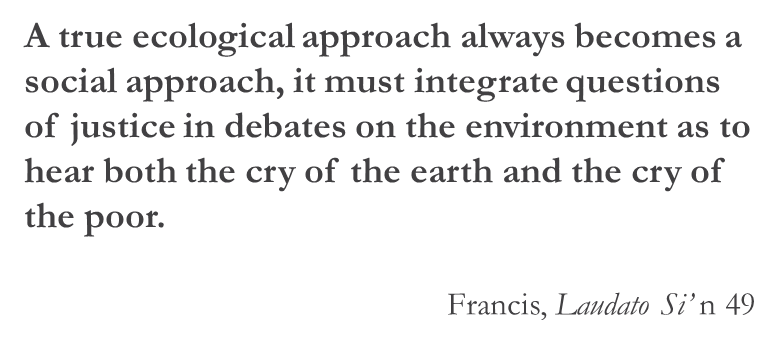 A true ecological approach always becomes a
social approach, it must integrate questions
of justice in debates on the environment as to
hear both the cry of the earth and the cry of
the poor.
Francis, Laudato Si’ n 49